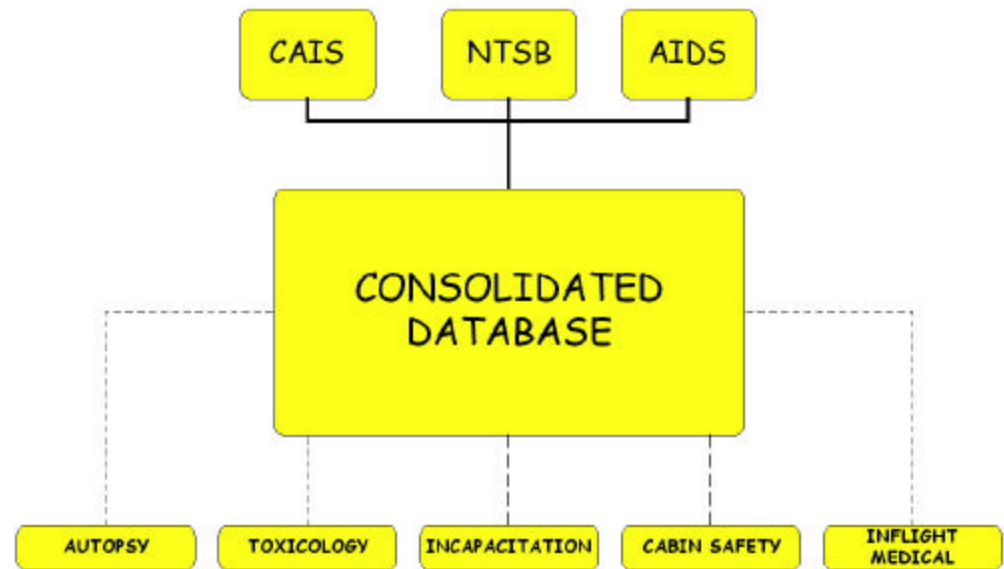 CAIS
NTSB
AIDS
CONSOLIDATED
DATABASE
AUTOPSY
TOXICOLOGY
INCAPACITATION
CABIN SAFETY
INFLIGHT
MEDICAL